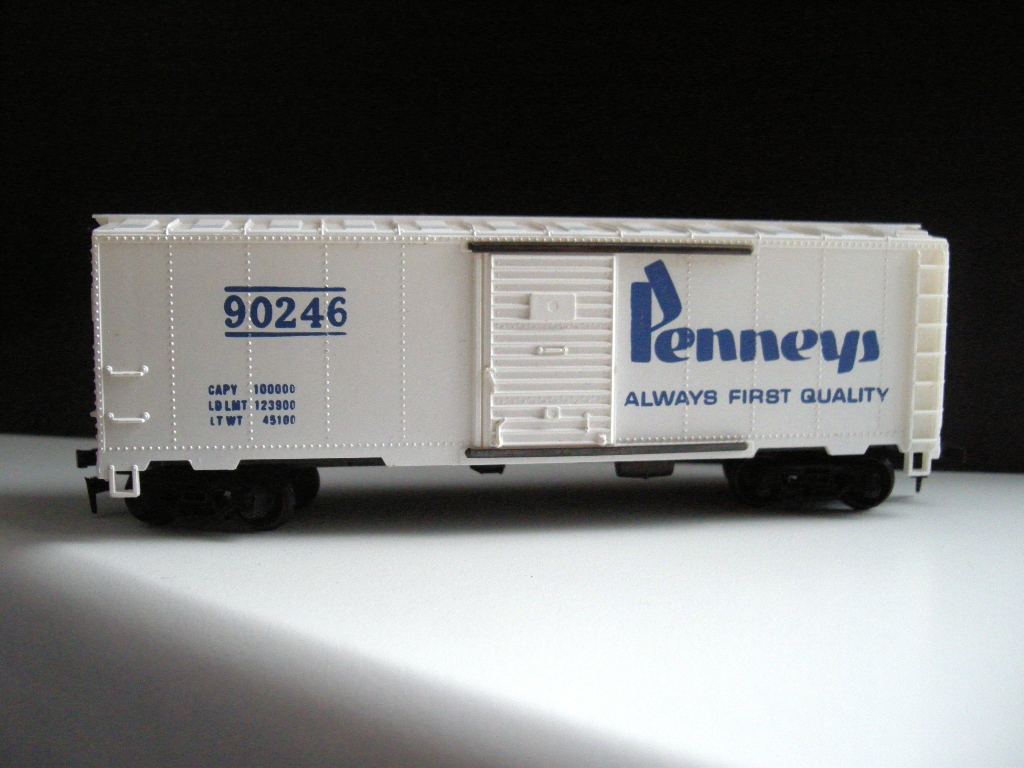 90246
CAPY 100000
LD LMT 123900
LT WT 45100
Penneys
ALWAYS FIRST QUALITY